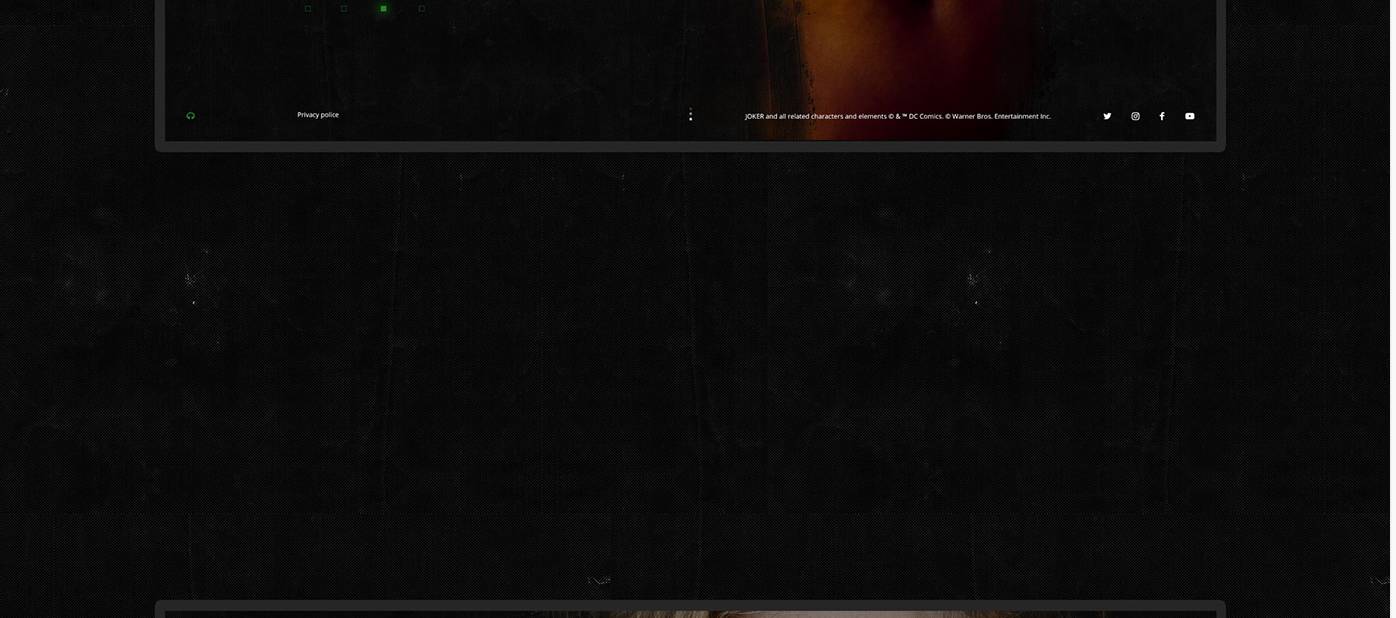 Privacy police
JOKER and all related characters and elements © & ™ DC Comics. © Warner Bros. Entertainment Inc.